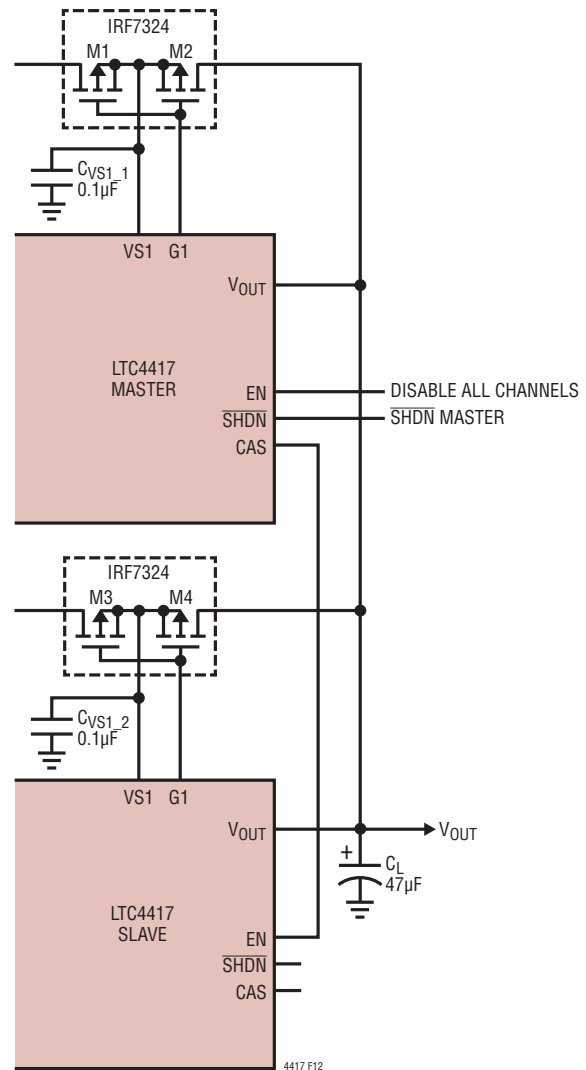 IRF7324
M1 M2
CVS1_1
0.1µF
VS1 G1
VOUT
LTC4417
MASTER
EN
DISABLE ALL CHANNELS
SHDN
SHDN MASTER
CAS
IRF7324
M3 M4
CVS1_2
0.1µF
VS1 G1
VOUT
VOUT
+
CL
47µF
LTC4417
SLAVE
EN
SHDN
CAS
4417 F12